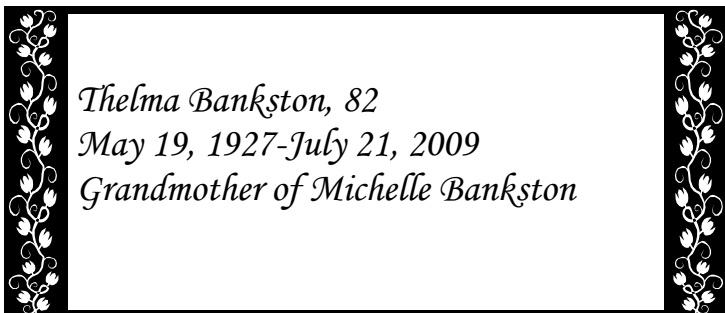 Thelma Bankston, 82
May 19, 1927-July 21, 2009
Grandmother of Michelle Bankston